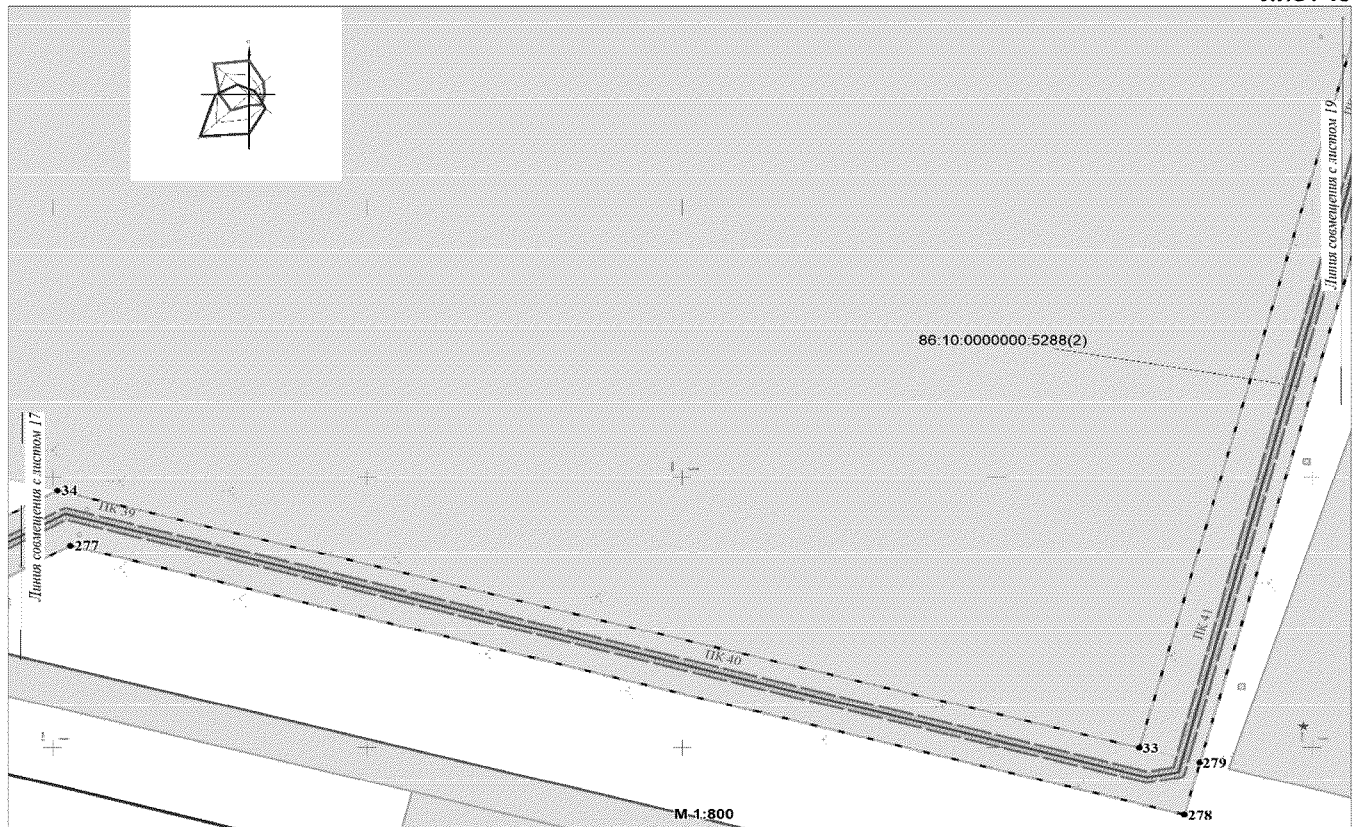 Линия совмещения с листом 19
86:10:0000000:5288(2)
Линия совмещения с листом 17
34
ПК 39
277
ПК 41
ПК 40
33
279
М 1:800
278